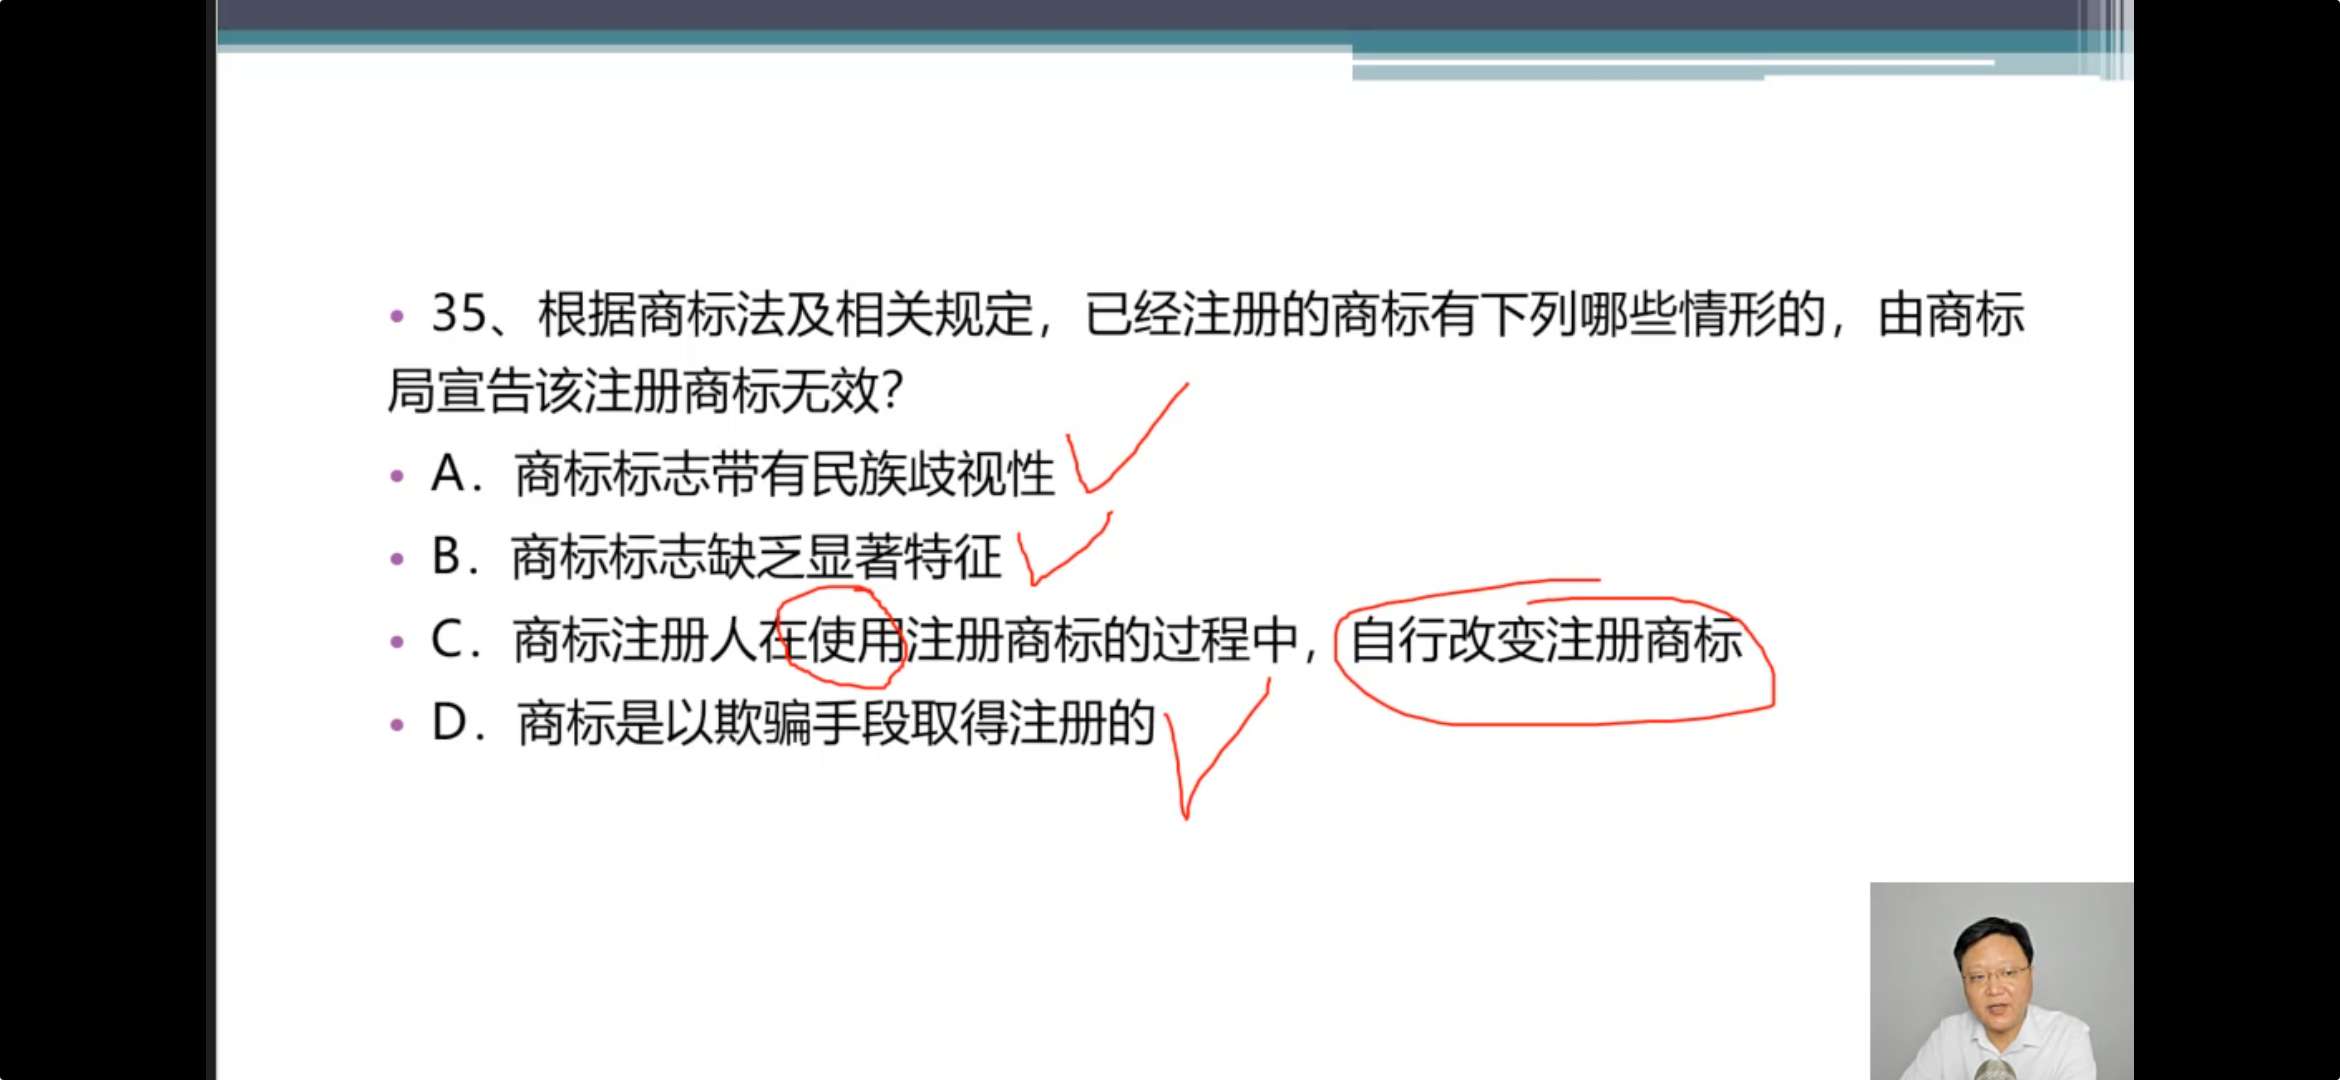 35、根据商标法及相关规定，已经注册的商标有下列哪些情形的，由商标
局宣告该注册商标无效?
A．商标标志带有民族歧视性
B．商标标志缺乏显著特征
C．商标注册人在使用注册商标的过程中，自行改变注册商标
D．商标是以欺骗手段取得注册的